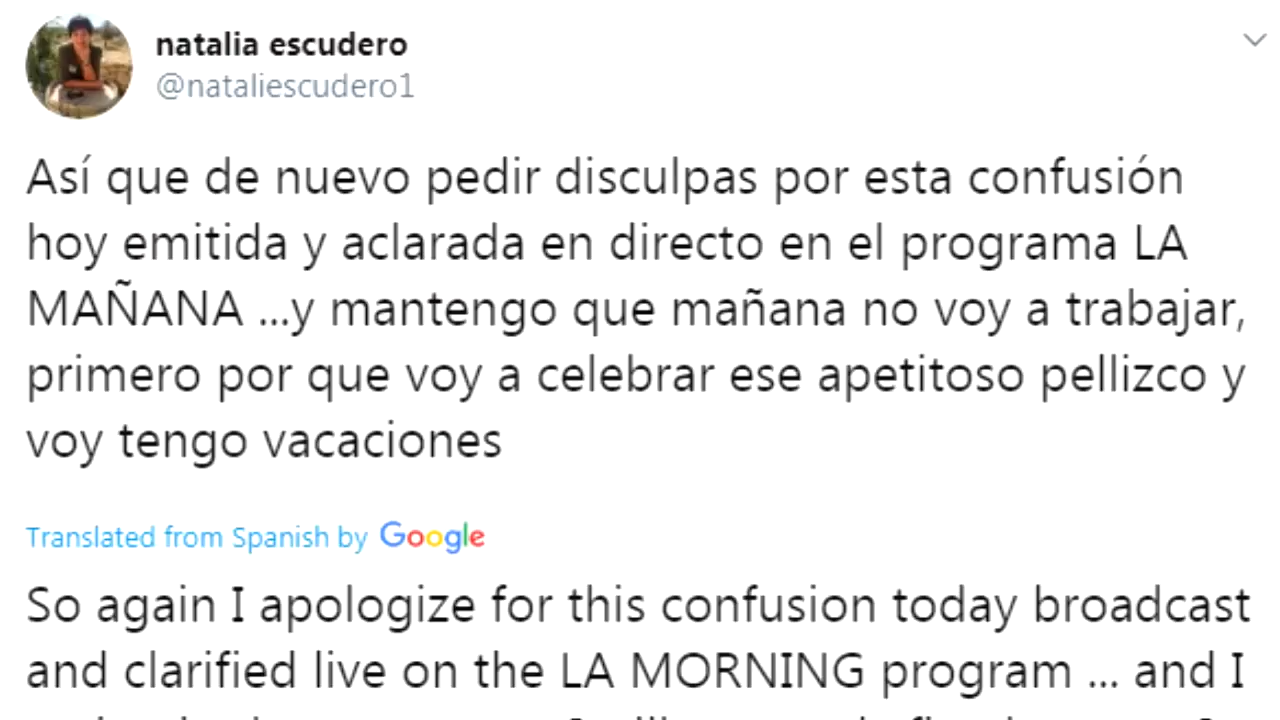 natalia escudero
@nataliescudero1
Así que de nuevo pedir disculpas por esta confusión
hoy emitida y aclarada en directo en el programa LA
MAÑANA ...y mantengo que mañana no voy a trabajar,
primero por que voy a celebrar ese apetitoso pellizco y
voy tengo vacaciones
Translated from Spanish by Google
So again I apologize for this confusion today broadcast
and clarified live on the LA MORNING program ... and I